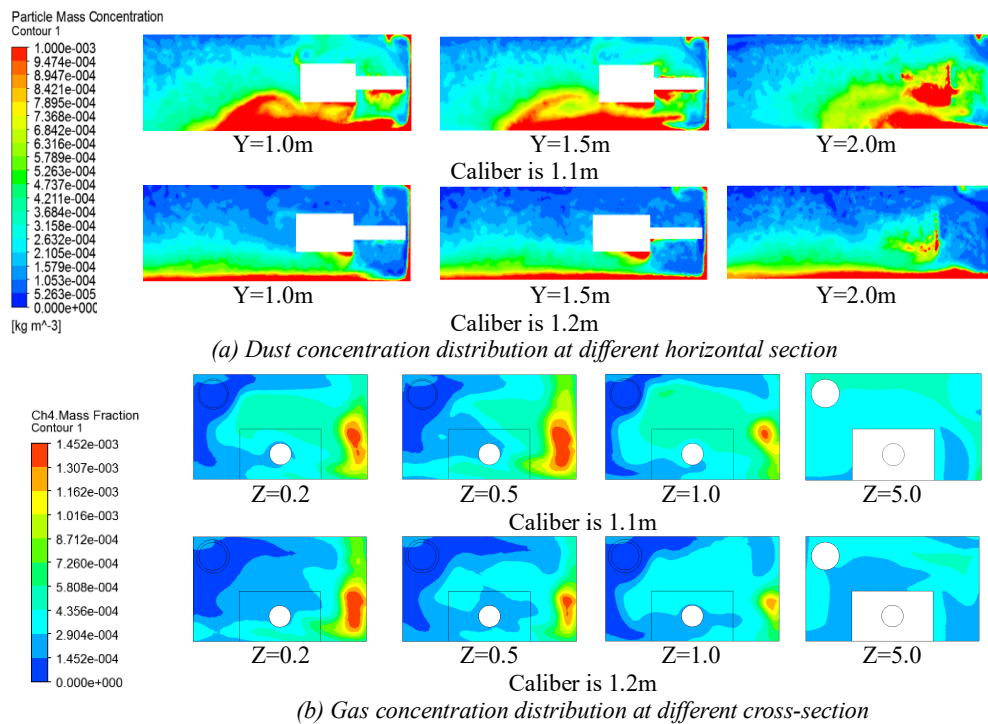 Particle Mass Concentration
Contour 1
1.000e-003
9.474e-004
8.947e-004
8.421e-004
7.895e-004
7.368e-004
6.842e-004
6.316e-004
5.789e-004
5.263e-004
4.737e-004
4.211e-004
3.684e-004
3.158e-004
2.632e-004
2.105e-004
1.579e-004
1.053e-004
5.263e-005
0.000e+000
[kg m^-3]
Y=1.0m Y=1.5m Y=2.0m
Caliber is 1.1m
Y=1.0m Y=1.5m Y=2.0m
Caliber is 1.2m
(a) Dust concentration distribution at different horizontal section
Ch4.Mass Fraction
Contour 1
1.452e-003
1.307e-003
1.162e-003
1.016e-003
8.712e-004
7.260e-004
5.808e-004
4.356e-004
2.904e-004
1.452e-004
0.000e+000
Z=0.2 Z=0.5 Z=1.0 Z=5.0
Caliber is 1.1m
Z=0.2 Z=0.5 Z=1.0 Z=5.0
Caliber is 1.2m
(b) Gas concentration distribution at different cross-section